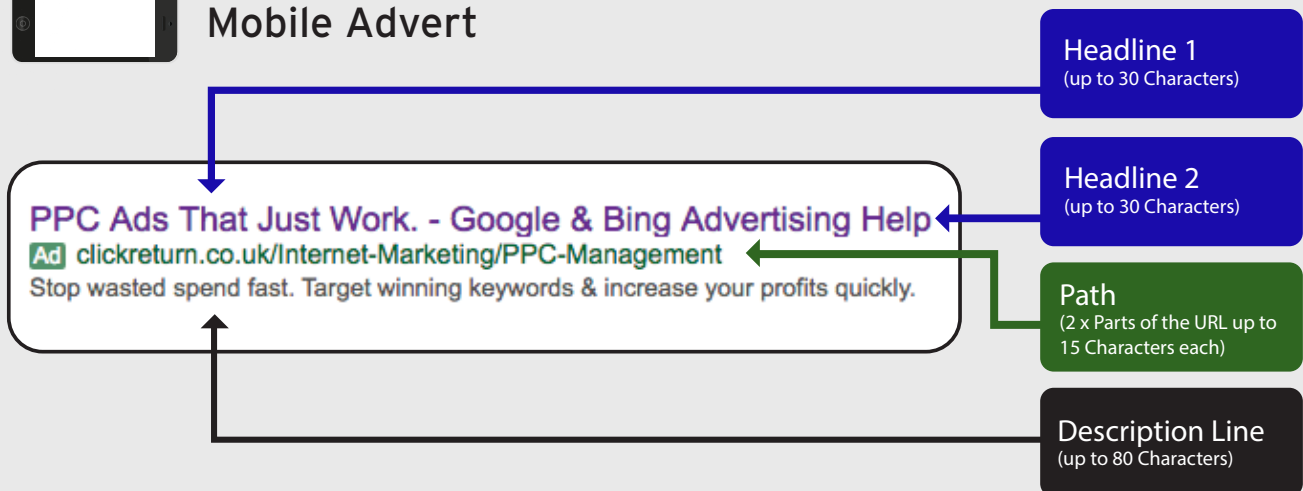 Mobile Advert
Headline 1
(up to 30 Characters)
Headline 2
(up to 30 Characters)
PPC Ads That Just Work. - Google & Bing Advertising Help
Ad clickreturn.co.uk/Internet-Marketing/PPC-Management
Stop wasted spend fast. Target winning keywords & increase your profits quickly.
Path
(2 x Parts of the URL up to
15 Characters each)
Description Line
(up to 80 Characters)